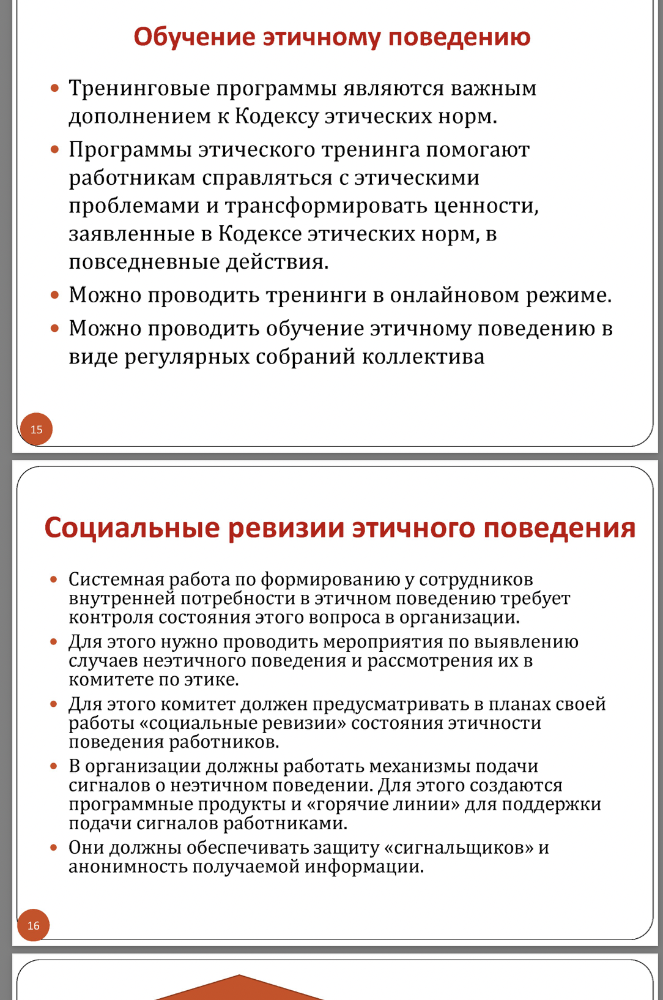 Обучение этичному поведению
• Тренинговые программы являются важным
дополнением к Кодексу этических норм.
• Программы этического тренинга помогают
работникам справляться с этическими
проблемами и трансформировать ценности,
заявленные в Кодексе этических норм, в
повседневные действия.
• Можно проводить тренинги в онлайновом режиме.
• Можно проводить обучение этичному поведению в
виде регулярных собраний коллектива
15
Социальные ревизии этичного поведения
• Системная работа по формированию у сотрудников
внутренней потребности в этичном поведению требует
контроля состояния этого вопроса в организации.
• Для этого нужно проводить мероприятия по выявлению
случаев неэтичного поведения и рассмотрения их в
комитете по этике.
• Для этого комитет должен предусматривать в планах своей
работы «социальные ревизии» состояния этичности
поведения работников.
• В организации должны работать механизмы подачи
сигналов о неэтичном поведении. Для этого создаются
программные продукты и «горячие линии» для поддержки
подачи сигналов работниками.
• Они должны обеспечивать защиту «сигнальщиков» и
анонимность получаемой информации.
16